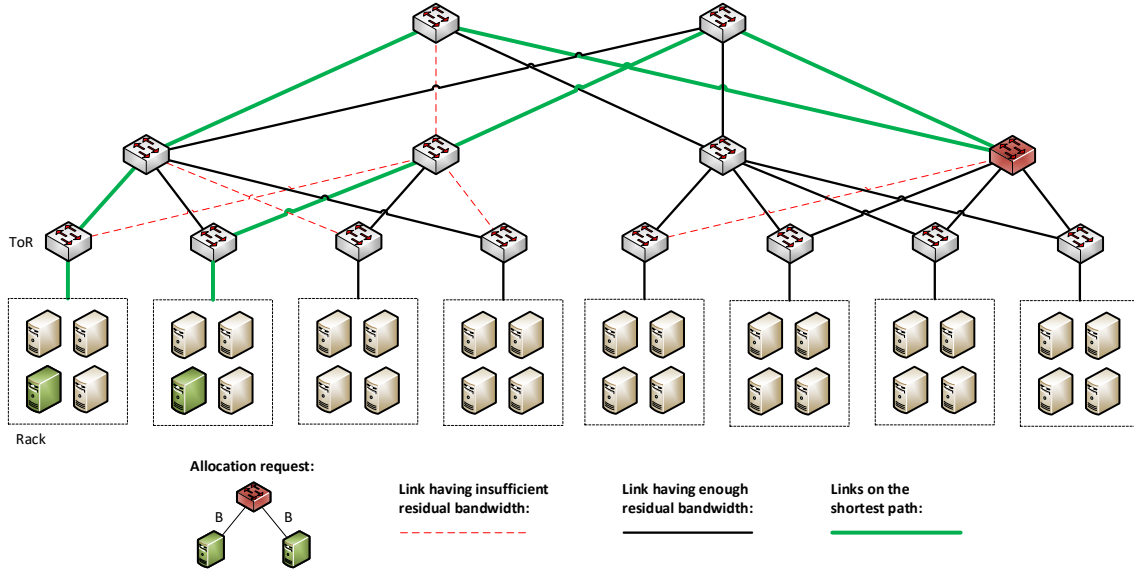 ToR
Rack
Allocation request:
B B
Link having insufficient
residual bandwidth:
Link having enough
residual bandwidth:
Links on the
shortest path: